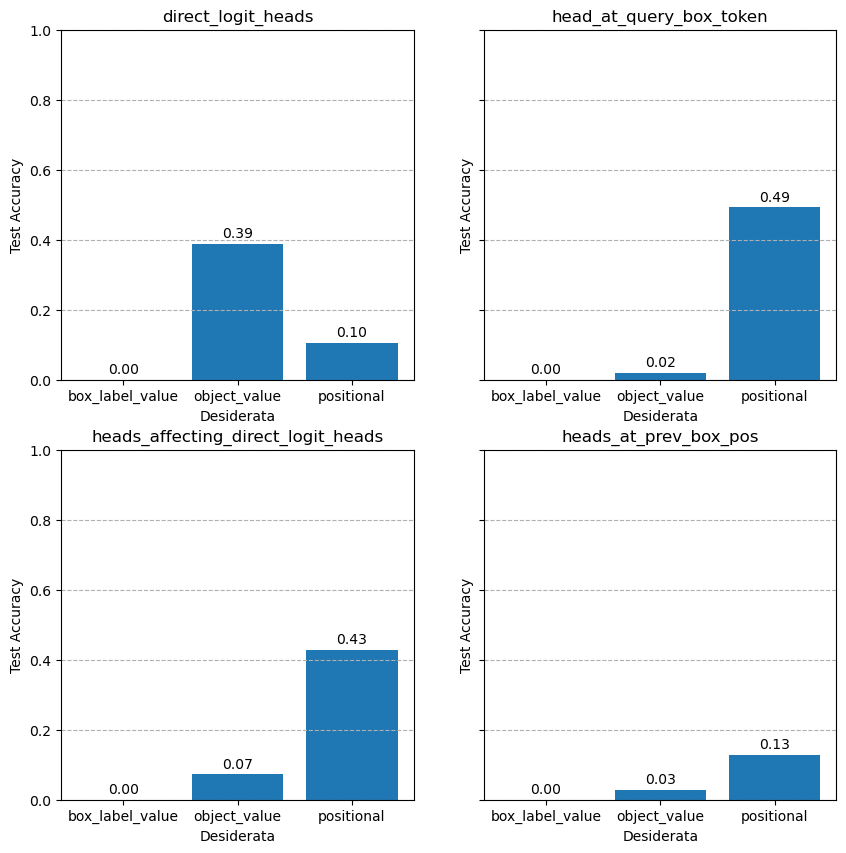 direct_logit_heads
1.0
0.8
0.6
0.4
0.2
0.0
Test Accuracy
0.00
0.39
0.10
box_label_value
object_value
positional
Desiderata
head_at_query_box_token
Test Accuracy
0.00
0.02
0.49
box_label_value
object_value
positional
Desiderata
heads_affecting_direct_logit_heads
1.0
0.8
0.6
0.4
0.2
0.0
Test Accuracy
0.00
0.07
0.43
box_label_value
object_value
positional
Desiderata
heads_at_prev_box_pos
Test Accuracy
0.00
0.03
0.13
box_label_value
object_value
positional
Desiderata